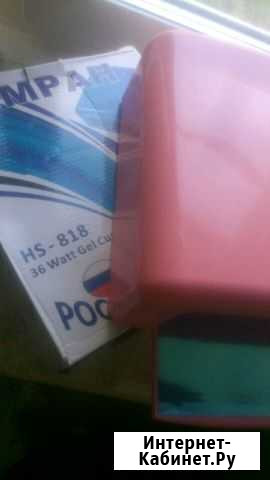 МРАН
HS-818
36 Watt Gel Cu
РОС
Интернет-
Кабинет.Ру